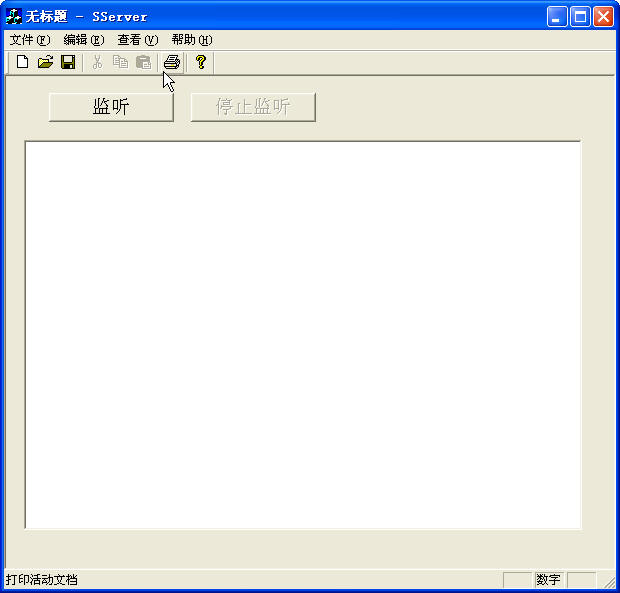 无标题 - SServer
文件(F) 编辑(E) 查看(V) 帮助(H)
监听 停止监听
打印活动文档 数字